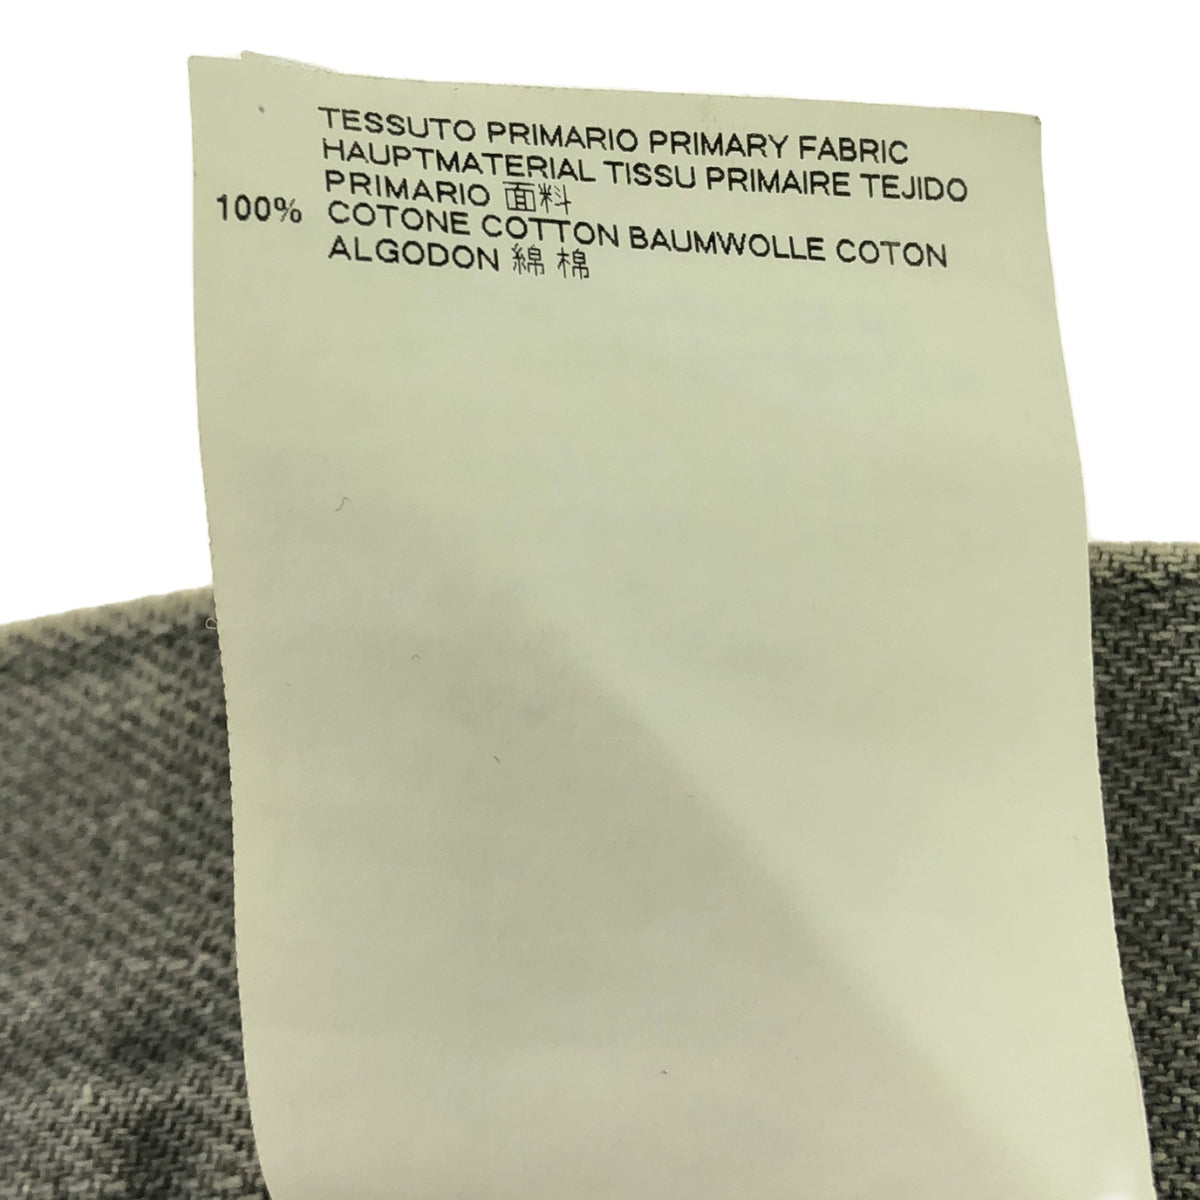 TESSUTO PRIMARIO PRIMARY FABRIC
HAUPTMATERIAL TISSU PRIMAIRE TEJIDO
PRIMARIO 面料
100% COTONE COTTON BAUMWOLLE COTON
ALGODON 綿 棉